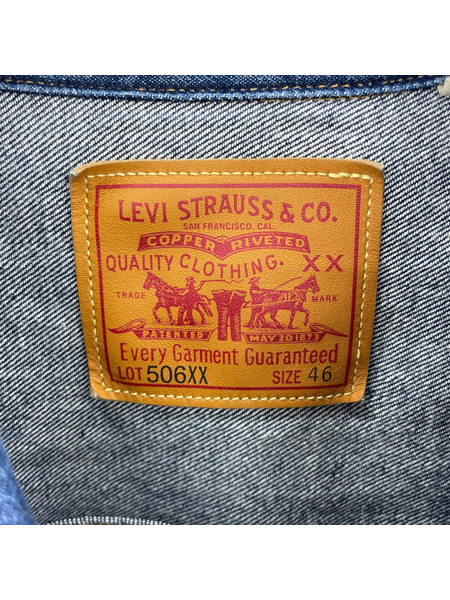 LEVI STRAUSS & CO.
SAN FRANCISCO, CAL.
COPPER RIVETED
QUALITY CLOTHING. XX
TRADE MARK
PATENTED MAY 20 1873
Every Garment Guaranteed
LOT 506XX SIZE 46